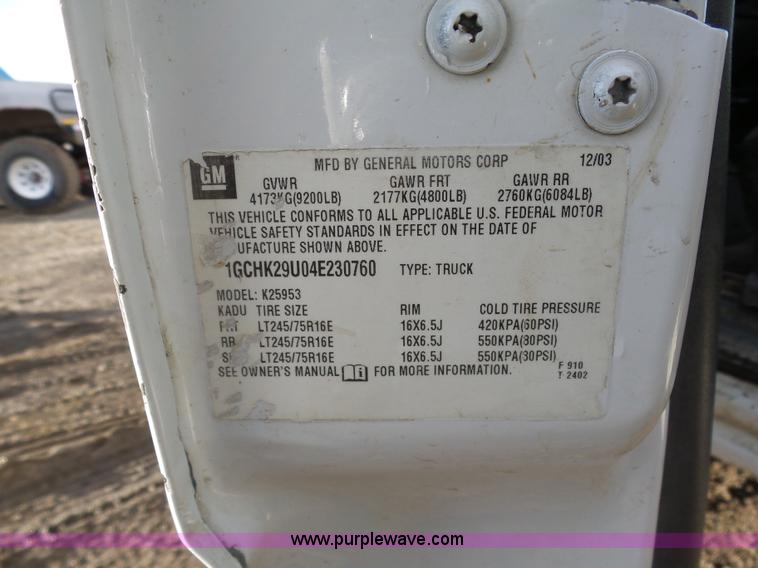 GM
MFD BY GENERAL MOTORS CORP 12/03
GVWR GAWR FRT GAWR RR
4173KG(9200LB) 2177KG(4800LB) 2760KG(6084LB)
THIS VEHICLE CONFORMS TO ALL APPLICABLE U.S. FEDERAL MOTOR
VEHICLE SAFETY STANDARDS IN EFFECT ON THE DATE OF
MANUFACTURE SHOWN ABOVE.
1GCHK29U04E230760 TYPE: TRUCK
MODEL: K25953
KADU TIRE SIZE RIM COLD TIRE PRESSURE
FRT LT245/75R16E 16X6.5J 420KPA(60PSI)
RR LT245/75R16E 16X6.5J 550KPA(80PSI)
LT245/75R16E 16X6.5J 550KPA(80PSI)
SEE OWNER'S MANUAL FOR MORE INFORMATION.
F 910
T 2402
www.purplewave.com